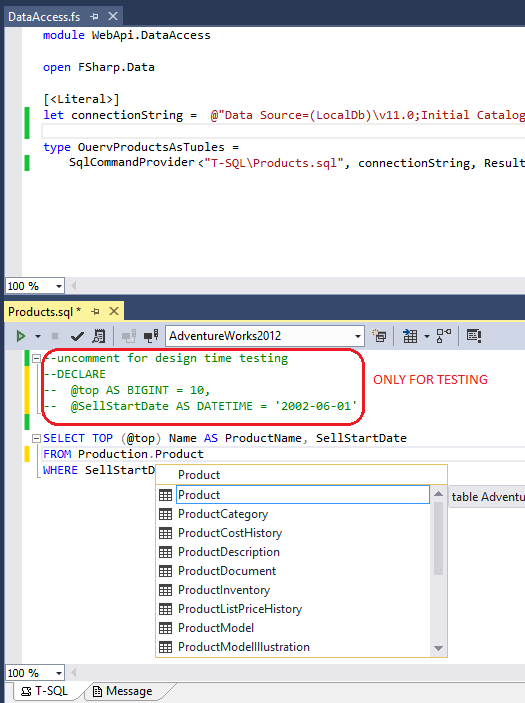 DataAccess.fs
module WebApi.DataAccess
open FSharp.Data
[<Literal>]
let connectionString = @"Data Source=(LocalDb)\v11.0;Initial Catalog
type QueryProductsAsTuples =
SqlCommandProvider<"T-SQL\Products.sql", connectionString, Result
100 %
Products.sql *
AdventureWorks2012
--uncomment for design time testing
--DECLARE
-- @top AS BIGINT = 10,
-- @SellStartDate AS DATETIME = '2002-06-01'
ONLY FOR TESTING
SELECT TOP (@top) Name AS ProductName, SellStartDate
FROM Production.Product
WHERE SellStartD
Product
Product
table Adventu
ProductCategory
ProductCostHistory
ProductDescription
ProductDocument
ProductInventory
ProductListPriceHistory
ProductModel
ProductModelIllustration
100 %
T-SQL
Message